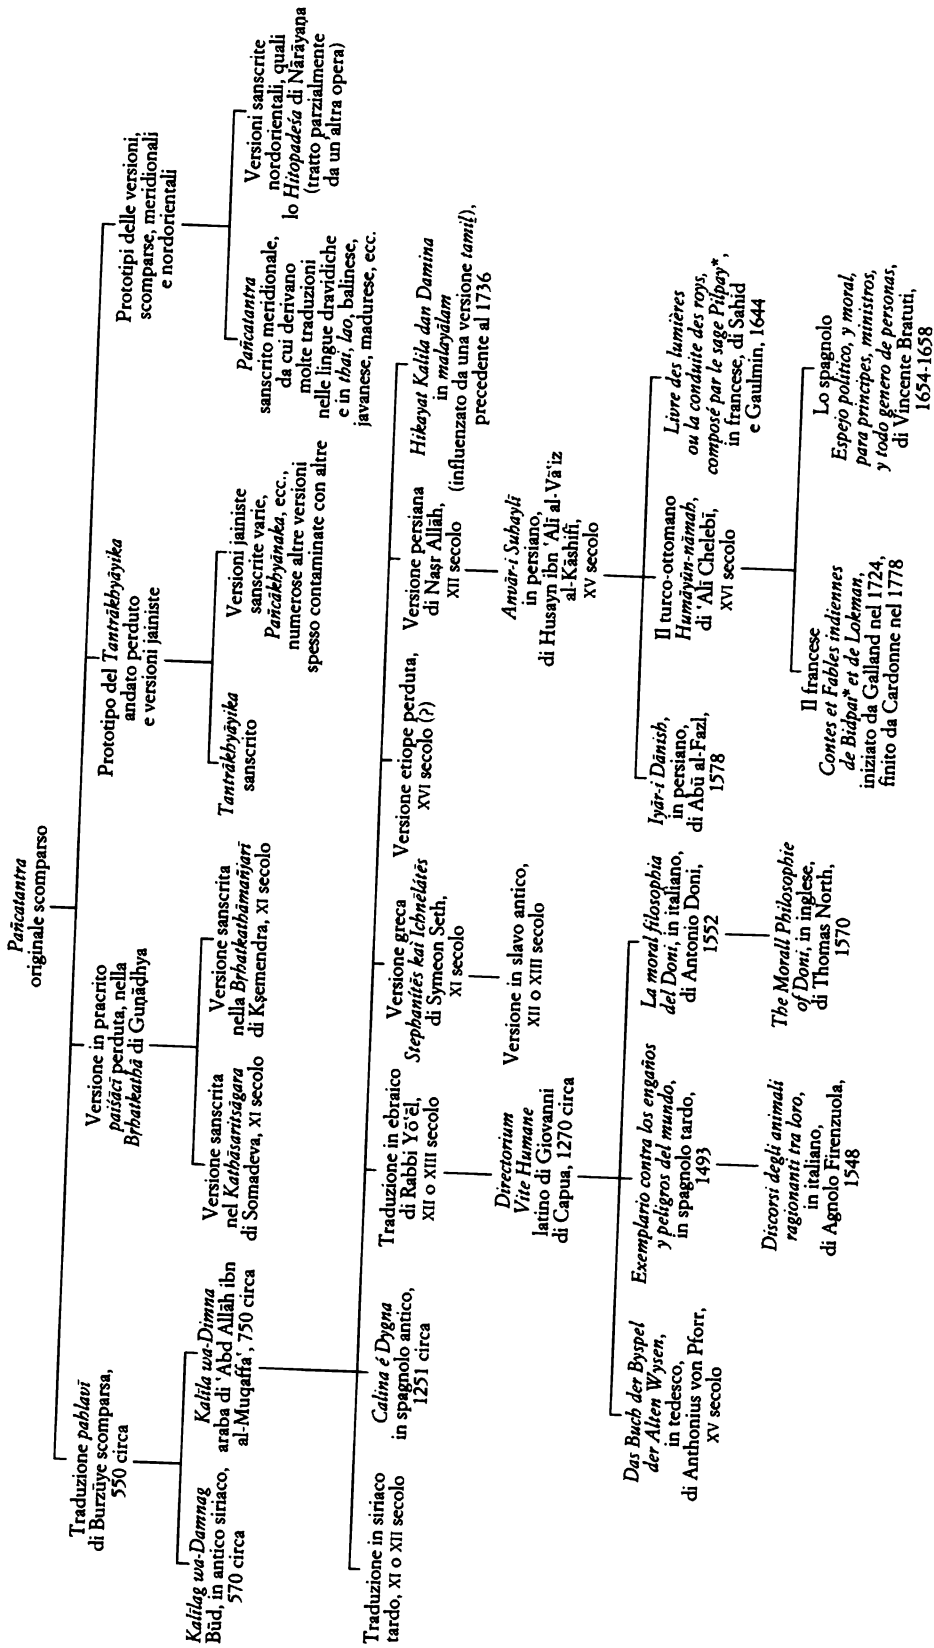 Pañcatantra
originale scomparso
Traduzione pahlavī
di Burzūye scomparsa,
550 circa
Versione in pracrito
paiśācī perduta, nella
Bṛhatkathā di Guṇāḍhya
Prototipo del Tantrākhyāyika
andato perduto
e versioni jainiste
Prototipi delle versioni,
scomparse, meridionali
e nordorientali
Kalīlag wa-Damnag
Būd, in antico siriaco,
570 circa
Kalīla wa-Dimna
araba di 'Abd Allāh ibn
al-Muqaffa', 750 circa
Versione sanscrita
nel Kathāsaritsāgara
di Somadeva, XI secolo
Versione sanscrita
nella Bṛhatkathāmañjarī
di Kṣemendra, XI secolo
Tantrākhyāyika
sanscrito
Versioni jainiste
sanscrite varie,
Pañcākhyānaka, ecc.,
numerose altre versioni
spesso contaminate con altre
Pañcatantra
sanscrito meridionale,
da cui derivano
molte traduzioni
nelle lingue dravidiche
e in thai, lao, balinese,
javanese, madurese, ecc.
Versioni sanscrite
nordorientali, quali
lo Hitopadeśa di Nārāyaṇa
(tratto parzialmente
da un'altra opera)
Traduzione in siriaco
tardo, XI o XII secolo
Calina é Dygna
in spagnolo antico,
1251 circa
Traduzione in ebraico
di Rabbi Yō'ēl,
XII o XIII secolo
Versione greca
Stephanítēs kai Ichnēlátēs
di Symeon Seth,
XI secolo
Versione etiope perduta,
XVI secolo (?)
Versione persiana
di Naṣr Allāh,
XII secolo
Hikayat Kalila dan Damina
in malayālam
(influenzato da una versione tamiḷ),
precedente al 1736
Directorium
Vite Humane
latino di Giovanni
di Capua, 1270 circa
Versione in slavo antico,
XII o XIII secolo
Anvār-i Suhaylī
in persiano,
di Husayn ibn 'Alī al-Vā'iz
al-Kāshifī,
XV secolo
Das Buch der Byspel
der Alten Wysen,
in tedesco,
di Anthonius von Pforr,
XV secolo
Exemplario contra los engaños
y peligros del mundo,
in spagnolo tardo,
1493
La moral filosophia
del Doni, in italiano,
di Antonio Doni,
1552
Iyār-i Dānish,
in persiano,
di Abū al-Fazl,
1578
Il turco-ottomano
Humāyūn-nāmah,
di 'Alī Chelebī,
XVI secolo
Livre des lumières
ou la conduite des roys,
composé par le sage Pilpay*,
in francese, di Sahid
e Gaulmin, 1644
Discorsi degli animali
ragionanti tra loro,
in italiano,
di Agnolo Firenzuola,
1548
The Morall Philosophie
of Doni, in inglese,
di Thomas North,
1570
Il francese
Contes et Fables indiennes
de Bidpai* et de Lokman,
iniziato da Galland nel 1724,
finito da Cardonne nel 1778
Lo spagnolo
Espejo politico, y moral,
para principes, ministros,
y todo genero de personas,
di Vincente Bratuti,
1654-1658